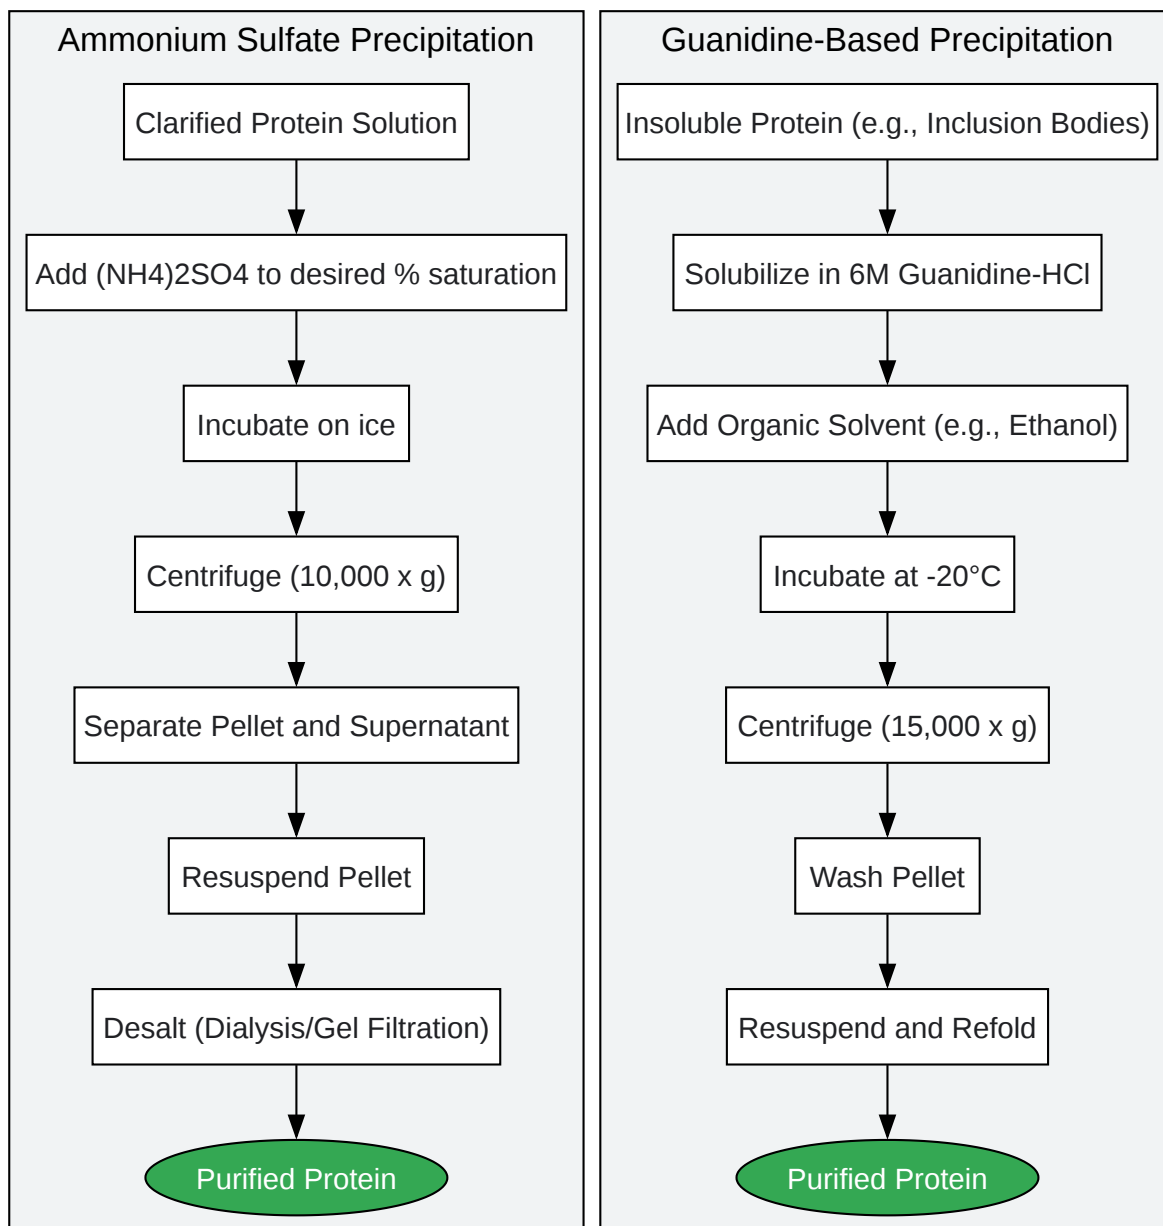 Ammonium Sulfate Precipitation
Clarified Protein Solution
Add (NH4)2SO4 to desired % saturation
Incubate on ice
Centrifuge (10,000 x g)
Separate Pellet and Supernatant
Resuspend Pellet
Desalt (Dialysis/Gel Filtration)
Purified Protein
Guanidine-Based Precipitation
Insoluble Protein (e.g., Inclusion Bodies)
Solubilize in 6M Guanidine-HCl
Add Organic Solvent (e.g., Ethanol)
Incubate at -20°C
Centrifuge (15,000 x g)
Wash Pellet
Resuspend and Refold
Purified Protein